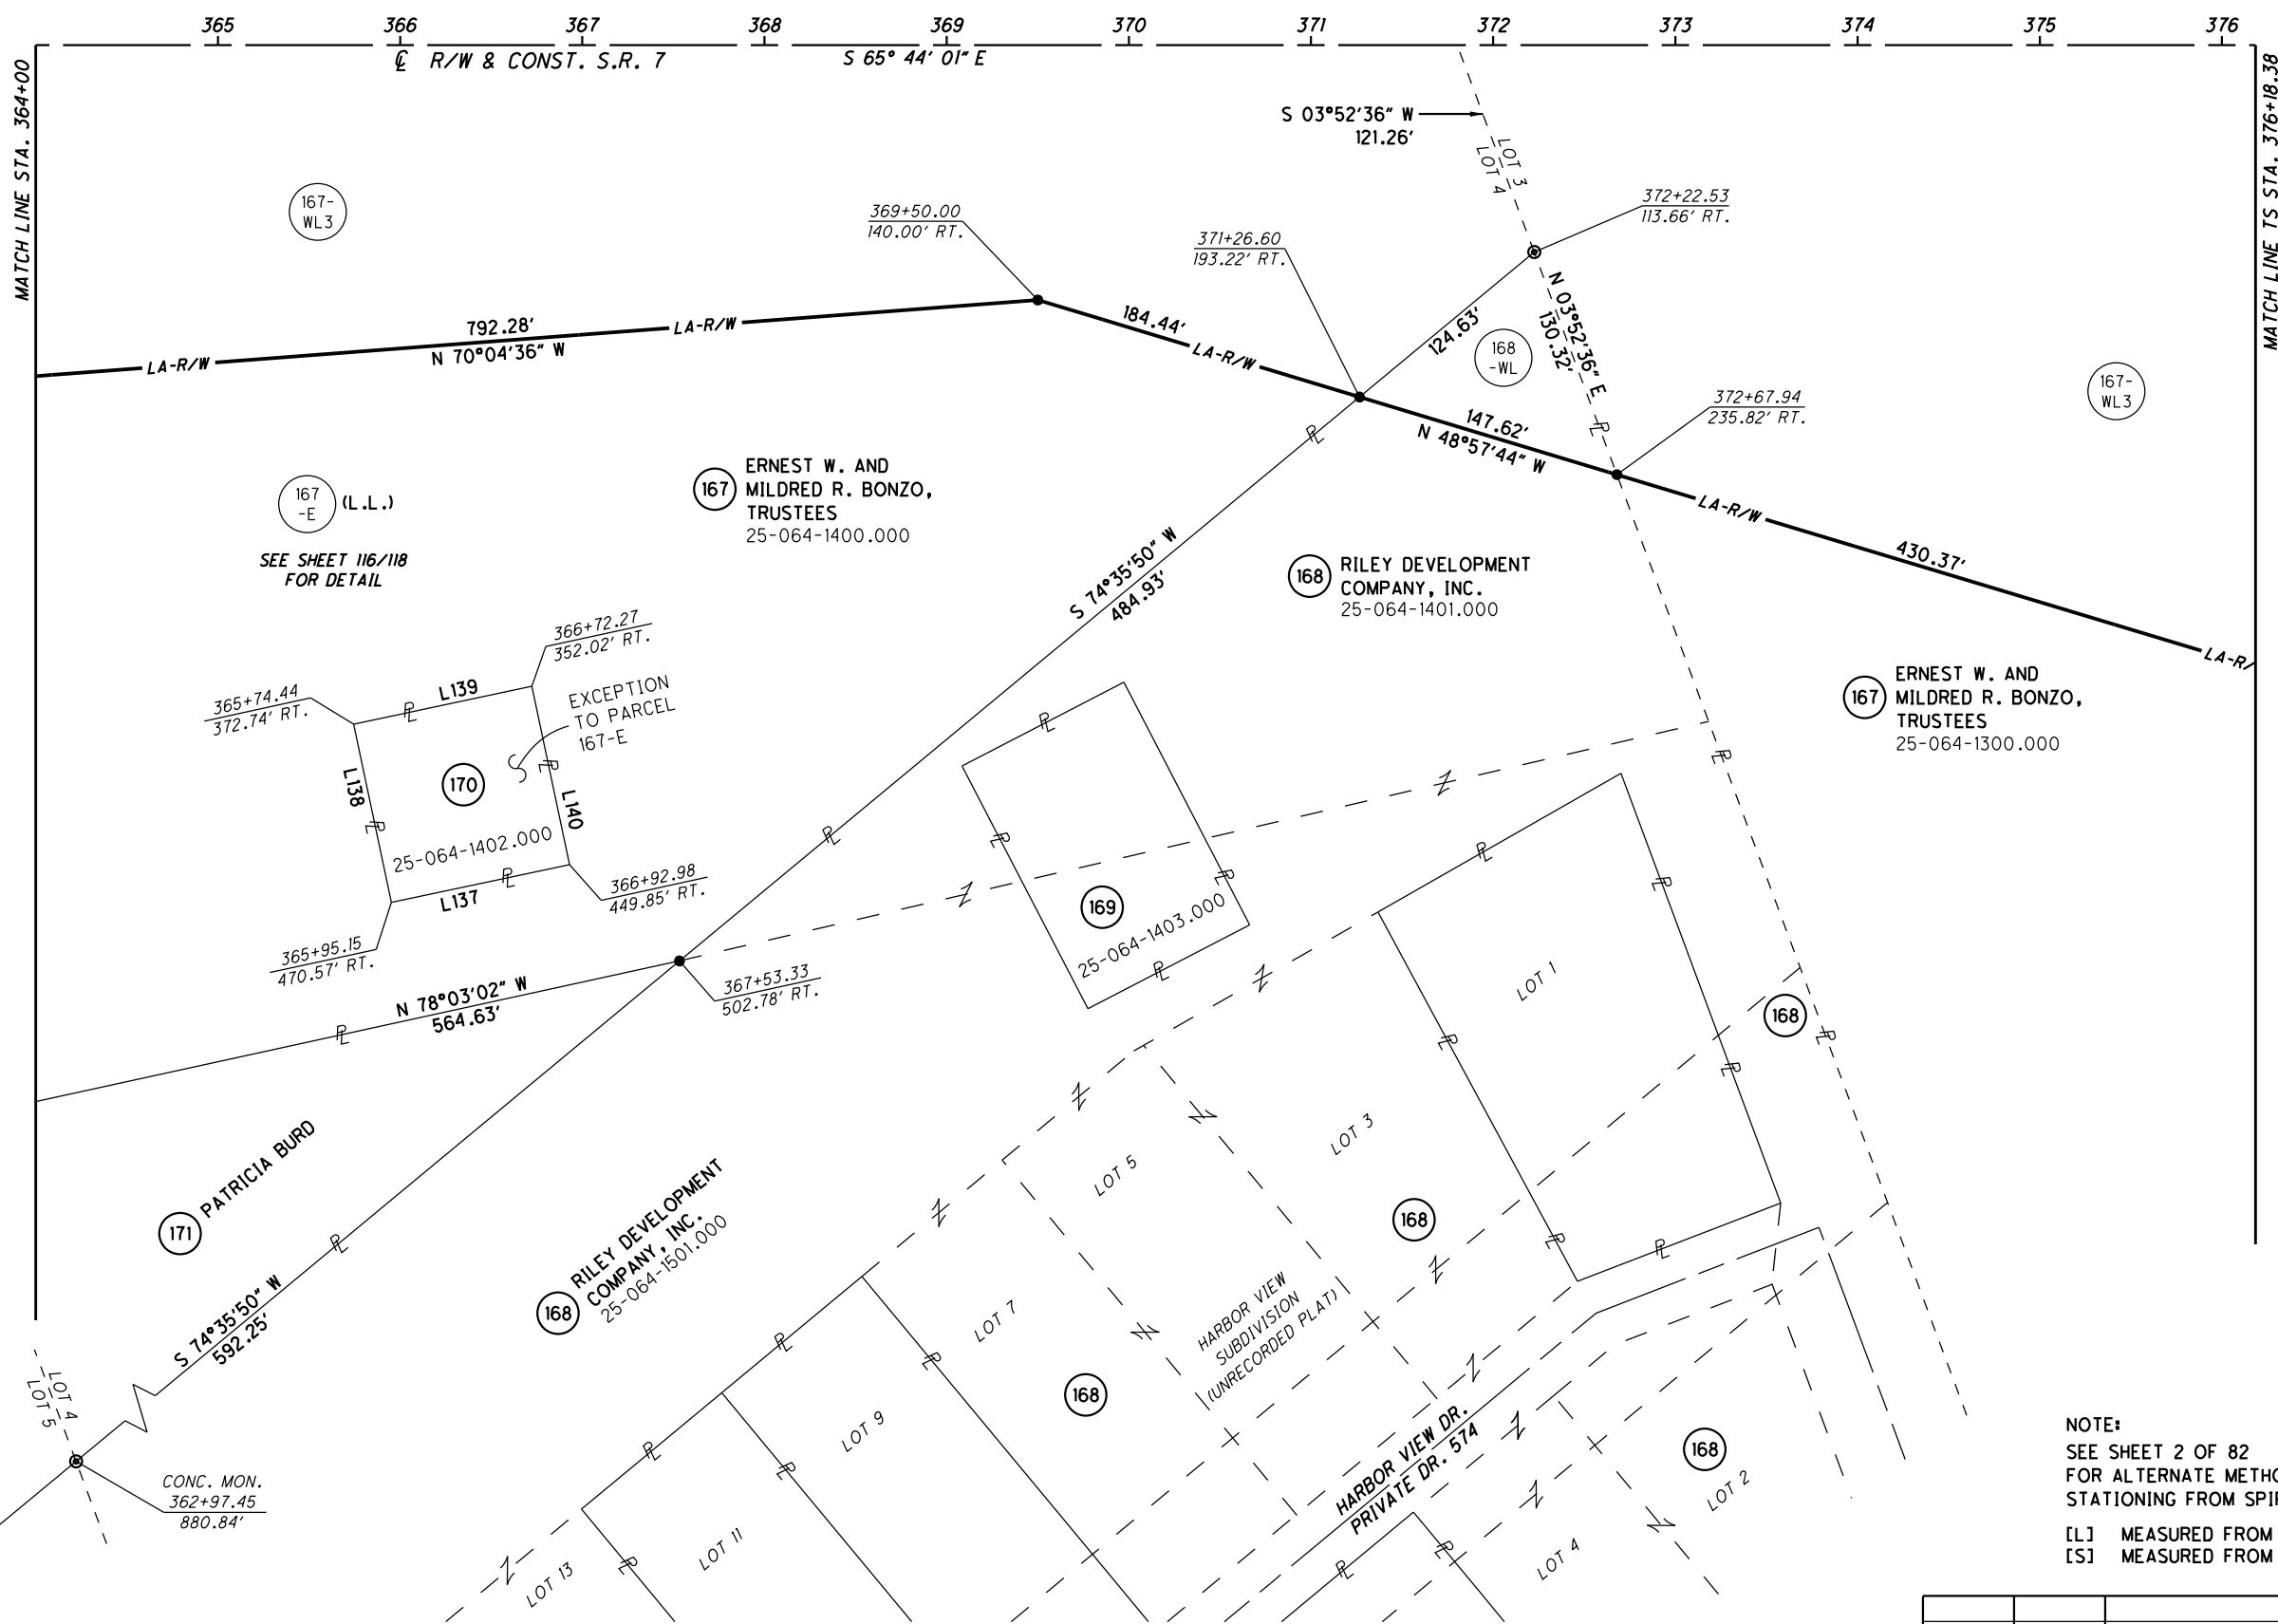 365 366 367 368 369 370 371 372 373 374 375 376
℄ R/W & CONST. S.R. 7
S 65° 44' 01" E
MATCH LINE STA. 364+00
MATCH LINE TS STA. 376+18.38
S 03°52'36" W
121.26'
LOT 3
LOT 4
167-
WL3
369+50.00
140.00' RT.
371+26.60
193.22' RT.
372+22.53
113.66' RT.
792.28'
N 70°04'36" W
LA-R/W
LA-R/W
184.44'
LA-R/W
124.63'
168
-WL
N 03°52'36" E
130.32'
372+67.94
235.82' RT.
167-
WL3
147.62'
N 48°57'44" W
LA-R/W
430.37'
LA-R/
167
-E
(L.L.)
SEE SHEET 116/118
FOR DETAIL
167
ERNEST W. AND
MILDRED R. BONZO,
TRUSTEES
25-064-1400.000
S 74°35'50" W
484.93'
168
RILEY DEVELOPMENT
COMPANY, INC.
25-064-1401.000
167
ERNEST W. AND
MILDRED R. BONZO,
TRUSTEES
25-064-1300.000
366+72.27
352.02' RT.
365+74.44
372.74' RT.
L139
EXCEPTION
TO PARCEL
167-E
L138
170
L140
25-064-1402.000
L137
366+92.98
449.85' RT.
365+95.15
470.57' RT.
169
25-064-1403.000
367+53.33
502.78' RT.
N 78°03'02" W
564.63'
LOT 1
168
171
PATRICIA BURD
LOT 5
LOT 3
168
168
RILEY DEVELOPMENT
COMPANY, INC.
25-064-1501.000
S 74°35'50" W
592.25'
LOT 7
HARBOR VIEW
SUBDIVISION
(UNRECORDED PLAT)
168
LOT 4
LOT 5
LOT 9
CONC. MON.
362+97.45
880.84'
HARBOR VIEW DR.
PRIVATE DR. 574
168
LOT 2
LOT 13
LOT 11
LOT 4
NOTE:
SEE SHEET 2 OF 82
FOR ALTERNATE METHO
STATIONING FROM SPI
[L] MEASURED FROM
[S] MEASURED FROM